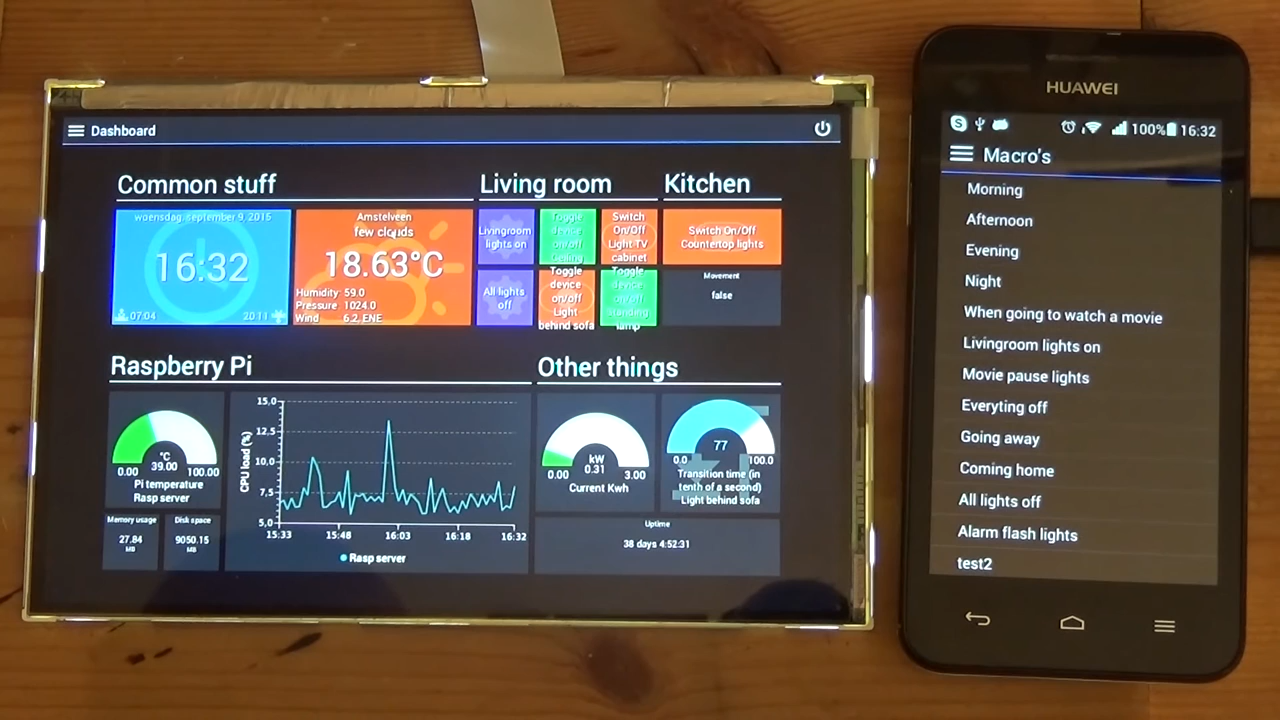 Dashboard
Common stuff
woensdag, september 9, 2015
16:32
07:04
20:11
Amstelveen
few clouds
18.63°C
Humidity: 59.0
Pressure: 1024.0
Wind 6.2, ENE
Living room
Livingroom
lights on
Toggle
device
on/off
Ceiling
Switch
On/Off
Light TV
cabinet
All lights
off
Toggle
device
on/off
Light
behind sofa
Toggle
device
on/off
standing
lamp
Kitchen
Switch On/Off
Countertop lights
Movement
false
Raspberry Pi
°C
39.00
0.00
100.00
Pi temperature
Rasp server
Memory usage
27.84
MB
Disk space
9050.15
MB
CPU load (%)
15,0
12,5
10,0
7,5
5,0
15:33
15:48
16:03
16:18
16:32
Rasp server
Other things
kW
0.31
0.00
3.00
Current Kwh
77
0.0
100.0
Transition time (in
tenth of a second)
Light behind sofa
Uptime
38 days 4:52:31
HUAWEI
100% 16:32
Macro's
Morning
Afternoon
Evening
Night
When going to watch a movie
Livingroom lights on
Movie pause lights
Everyting off
Going away
Coming home
All lights off
Alarm flash lights
test2